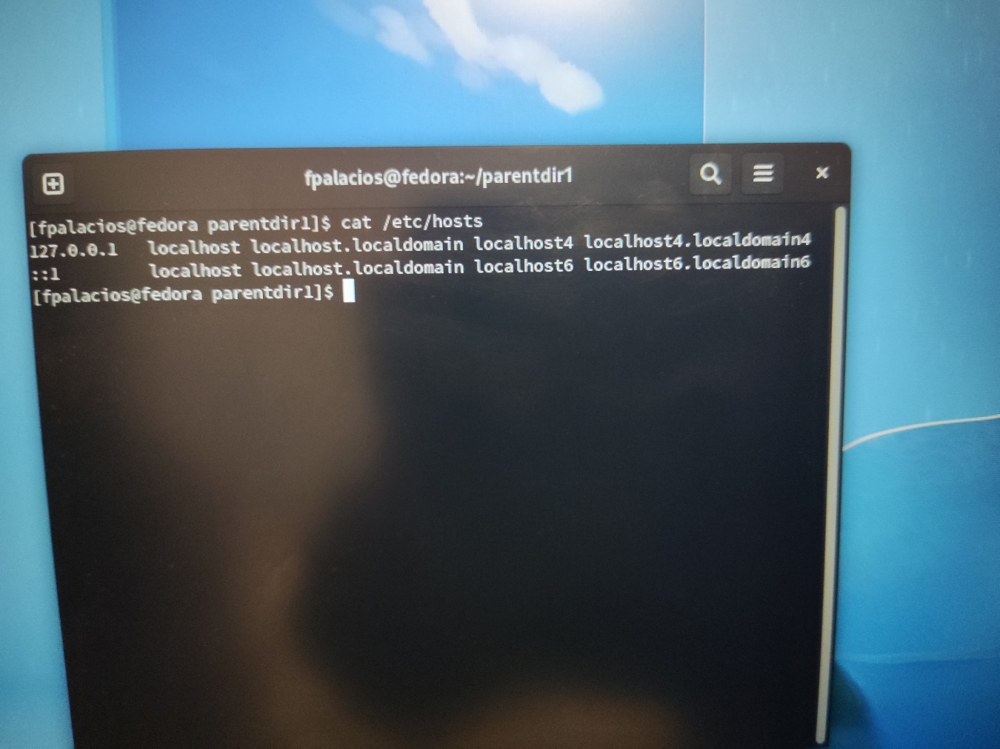 fpalacios@fedora:~/parentdir1
[fpalacios@fedora parentdir1]$ cat /etc/hosts
127.0.0.1   localhost localhost.localdomain localhost4 localhost4.localdomain4
::1         localhost localhost.localdomain localhost6 localhost6.localdomain6
[fpalacios@fedora parentdir1]$